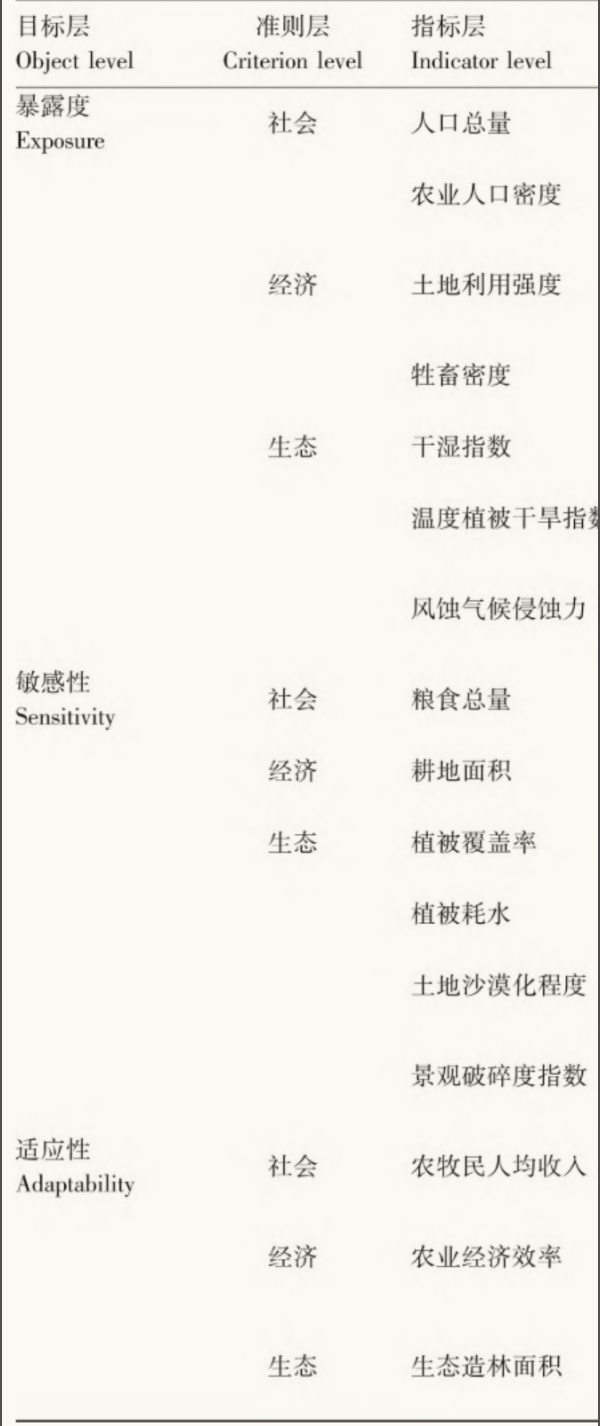 目标层 准则层 指标层
Object level Criterion level Indicator level
暴露度 社会 人口总量
Exposure
农业人口密度
经济 土地利用强度
牲畜密度
生态 干湿指数
温度植被干旱指数
风蚀气候侵蚀力
敏感性 社会 粮食总量
Sensitivity
经济 耕地面积
生态 植被覆盖率
植被耗水
土地沙漠化程度
景观破碎度指数
适应性 社会 农牧民人均收入
Adaptability
经济 农业经济效率
生态 生态造林面积